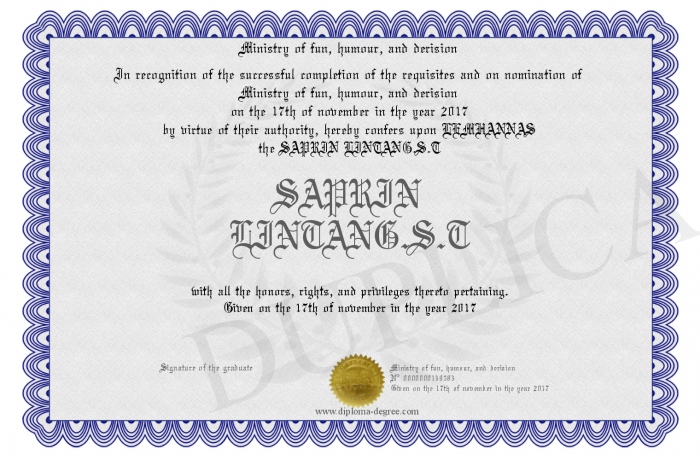 Ministry of fun, humour, and derision
In recognition of the successful completion of the requisites and on nomination of
Ministry of fun, humour, and derision
on the 17th of november in the year 2017
by virtue of their authority, hereby confers upon LEMHANNAS
the SAPRIN LINTANG.S.T
SAPRIN
LINTANG.S.T
with all the honors, rights, and privileges thereto pertaining.
Given on the 17th of november in the year 2017
Signature of the graduate
Ministry of fun, humour, and derision
Given on the 17th of november in the year 2017
www.diploma-degree.com
DUPLICA